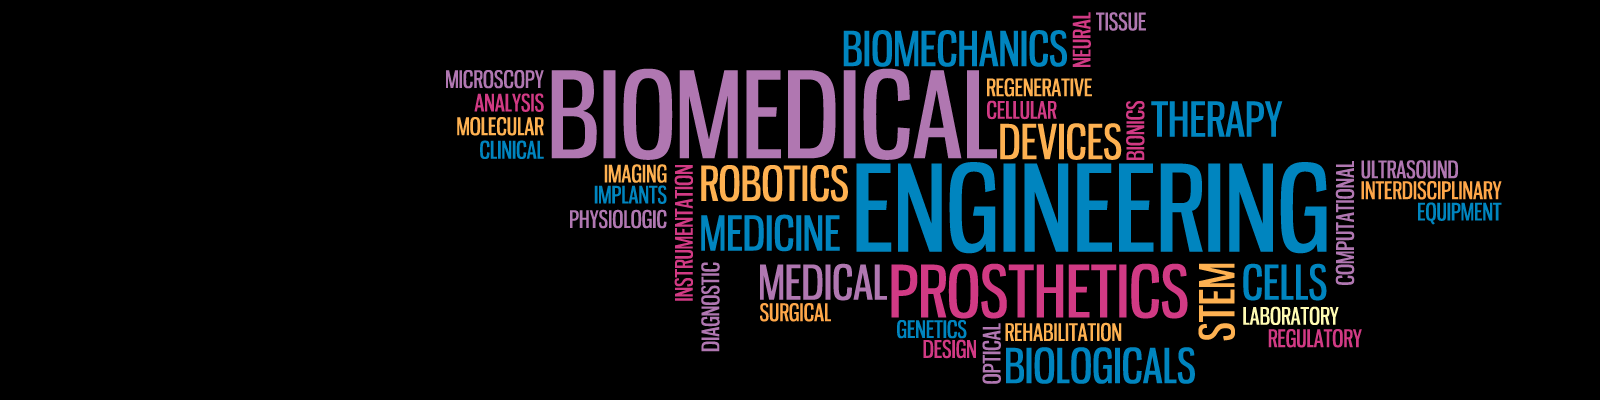 TISSUE
NEURAL
BIOMECHANICS
MICROSCOPY
ANALYSIS
MOLECULAR
CLINICAL
BIOMEDICAL
REGENERATIVE
CELLULAR
DEVICES
BIONICS
THERAPY
IMAGING
IMPLANTS
PHYSIOLOGIC
INSTRUMENTATION
ROBOTICS
MEDICINE
ENGINEERING
COMPUTATIONAL
ULTRASOUND
INTERDISCIPLINARY
EQUIPMENT
DIAGNOSTIC
MEDICAL
SURGICAL
PROSTHETICS
STEM
CELLS
LABORATORY
REGULATORY
GENETICS
DESIGN
OPTICAL
REHABILITATION
BIOLOGICALS